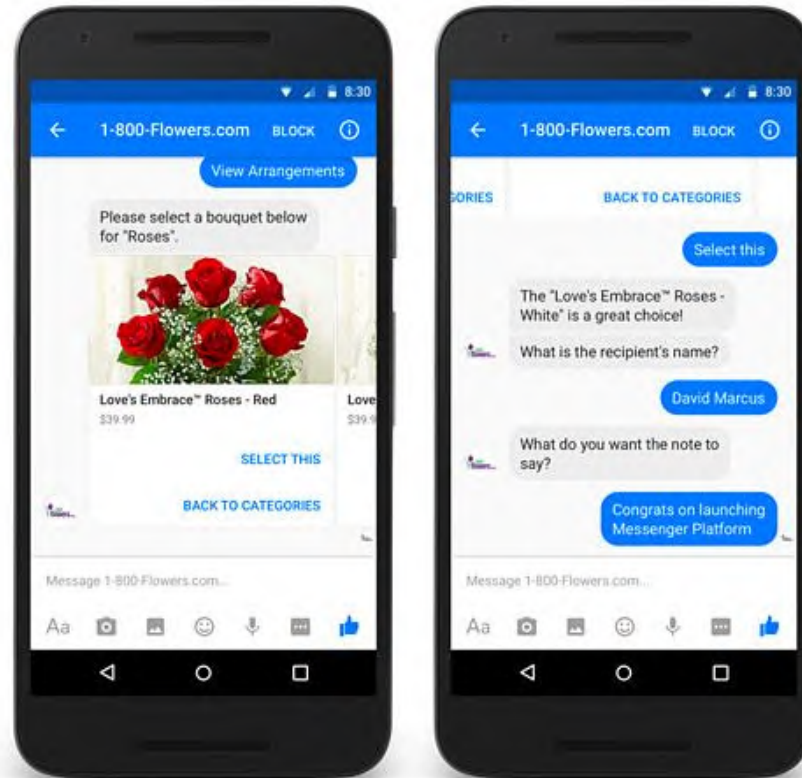 8:30
1-800-Flowers.com BLOCK
View Arrangements
Please select a bouquet below
for "Roses".
Love's Embrace™ Roses - Red
Love
$39.99
$39.9
SELECT THIS
BACK TO CATEGORIES
Message 1-800-Flowers.com...
Aa
8:30
1-800-Flowers.com BLOCK
GORIES
BACK TO CATEGORIES
Select this
The "Love's Embrace™ Roses -
White" is a great choice!
What is the recipient's name?
David Marcus
What do you want the note to
say?
Congrats on launching
Messenger Platform
Message 1-800-Flowers.com...
Aa